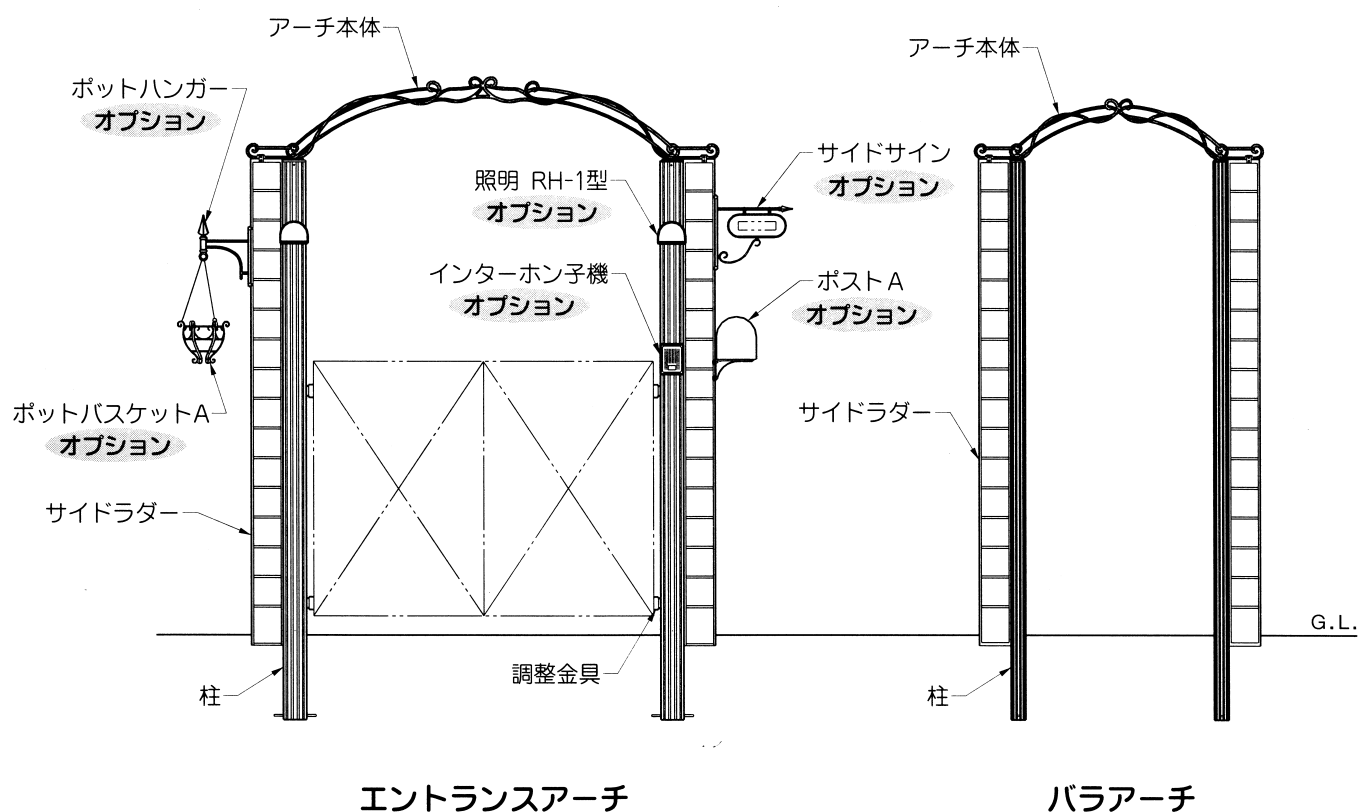 アーチ本体
ポットハンガー
オプション
照明 RH-1型
オプション
サイドサイン
オプション
インターホン子機
オプション
ポストA
オプション
ポットバスケットA
オプション
サイドラダー
柱
調整金具
エントランスアーチ
アーチ本体
サイドラダー
G.L.
柱
バラアーチ